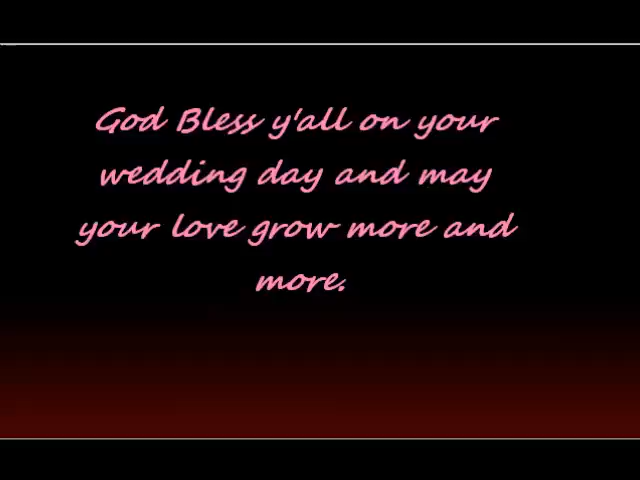 God Bless y'all on your
wedding day and may
your love grow more and
more.